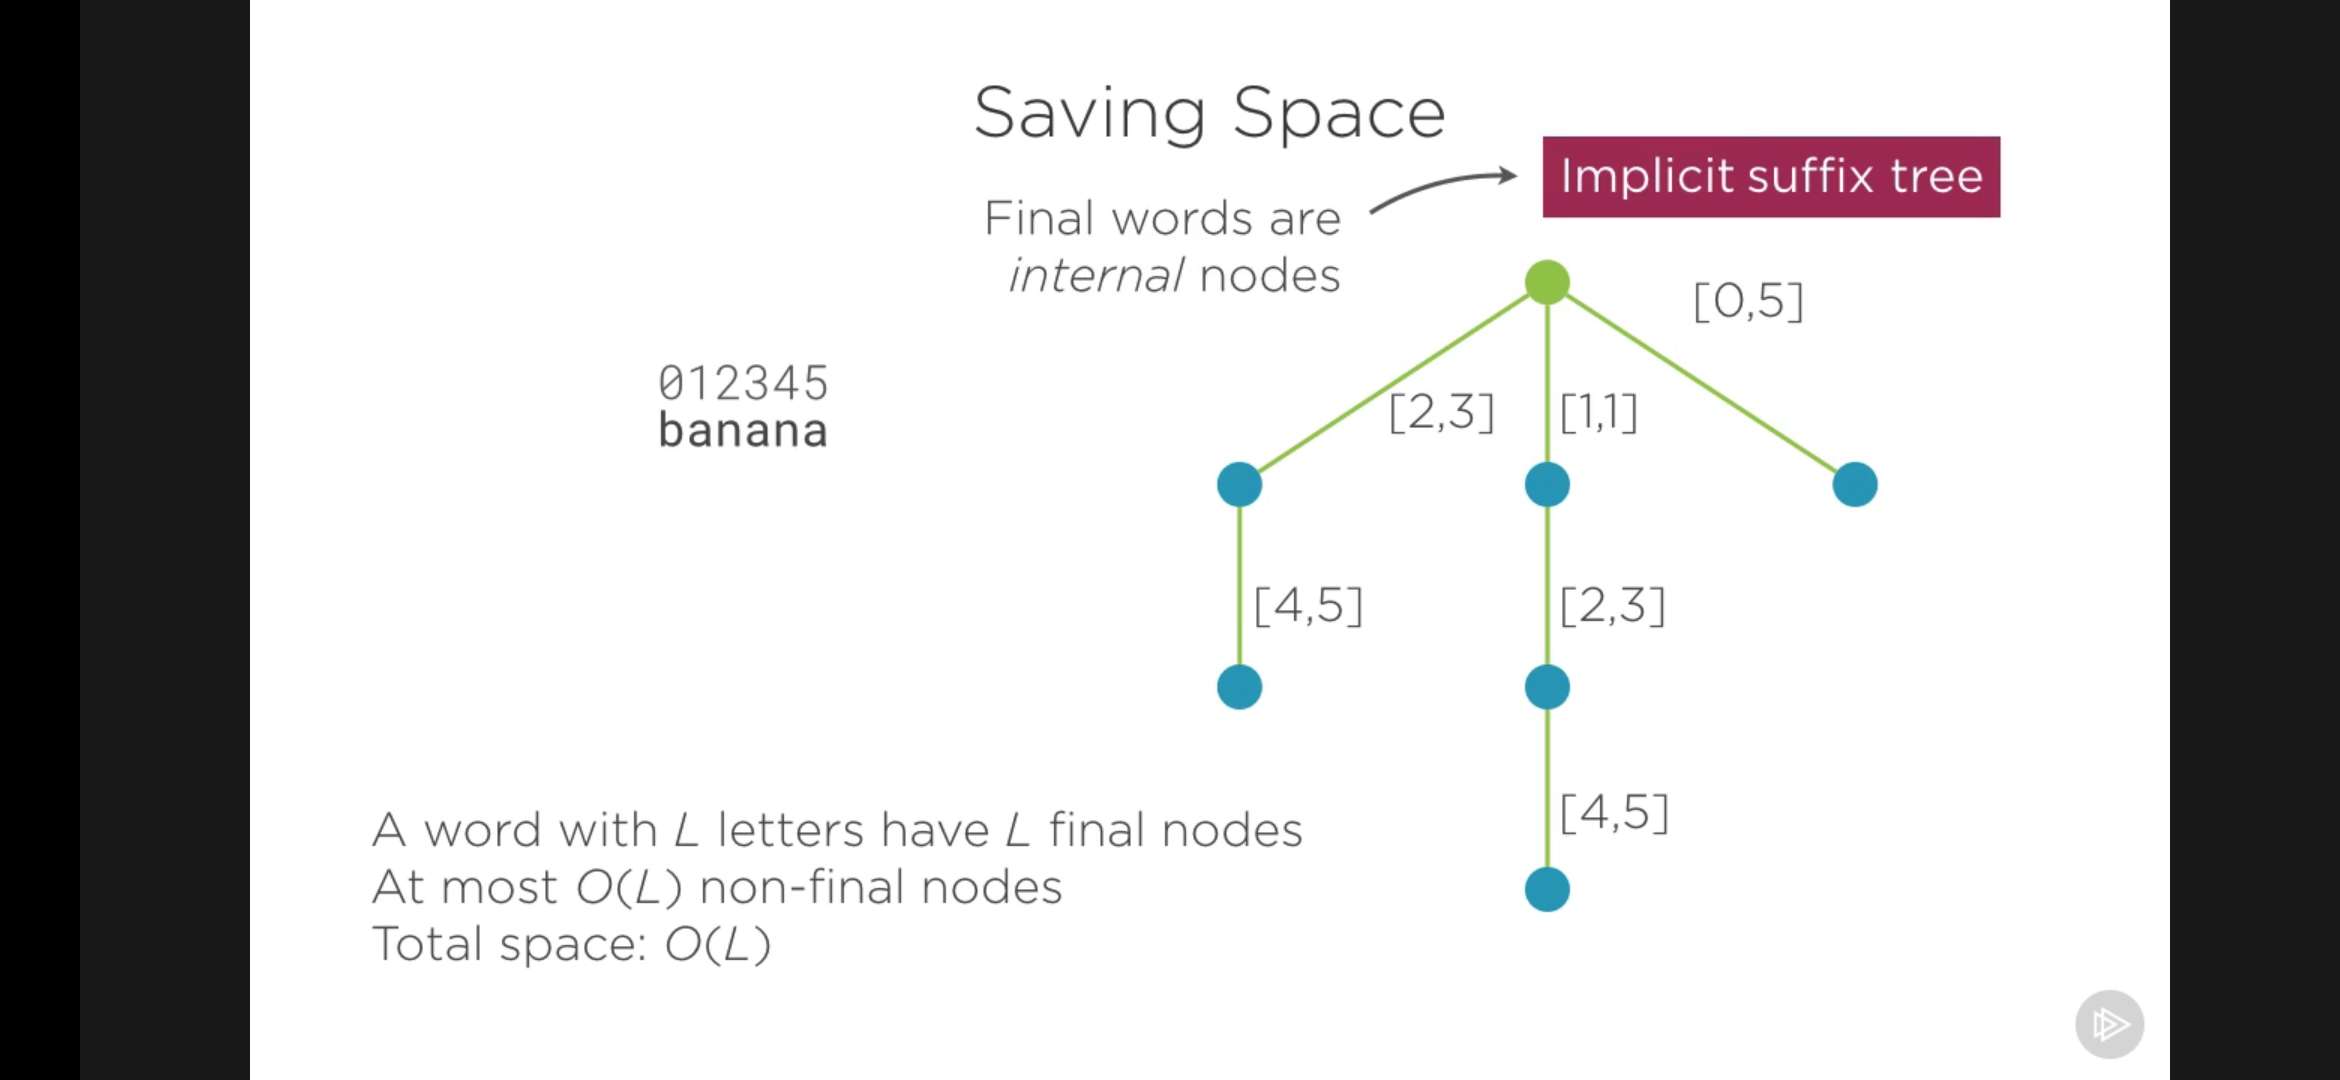 Saving Space
Implicit suffix tree
Final words are
internal nodes
[0,5]
012345
banana
[2,3]
[1,1]
[4,5]
[2,3]
[4,5]
A word with L letters have L final nodes
At most O(L) non-final nodes
Total space: O(L)